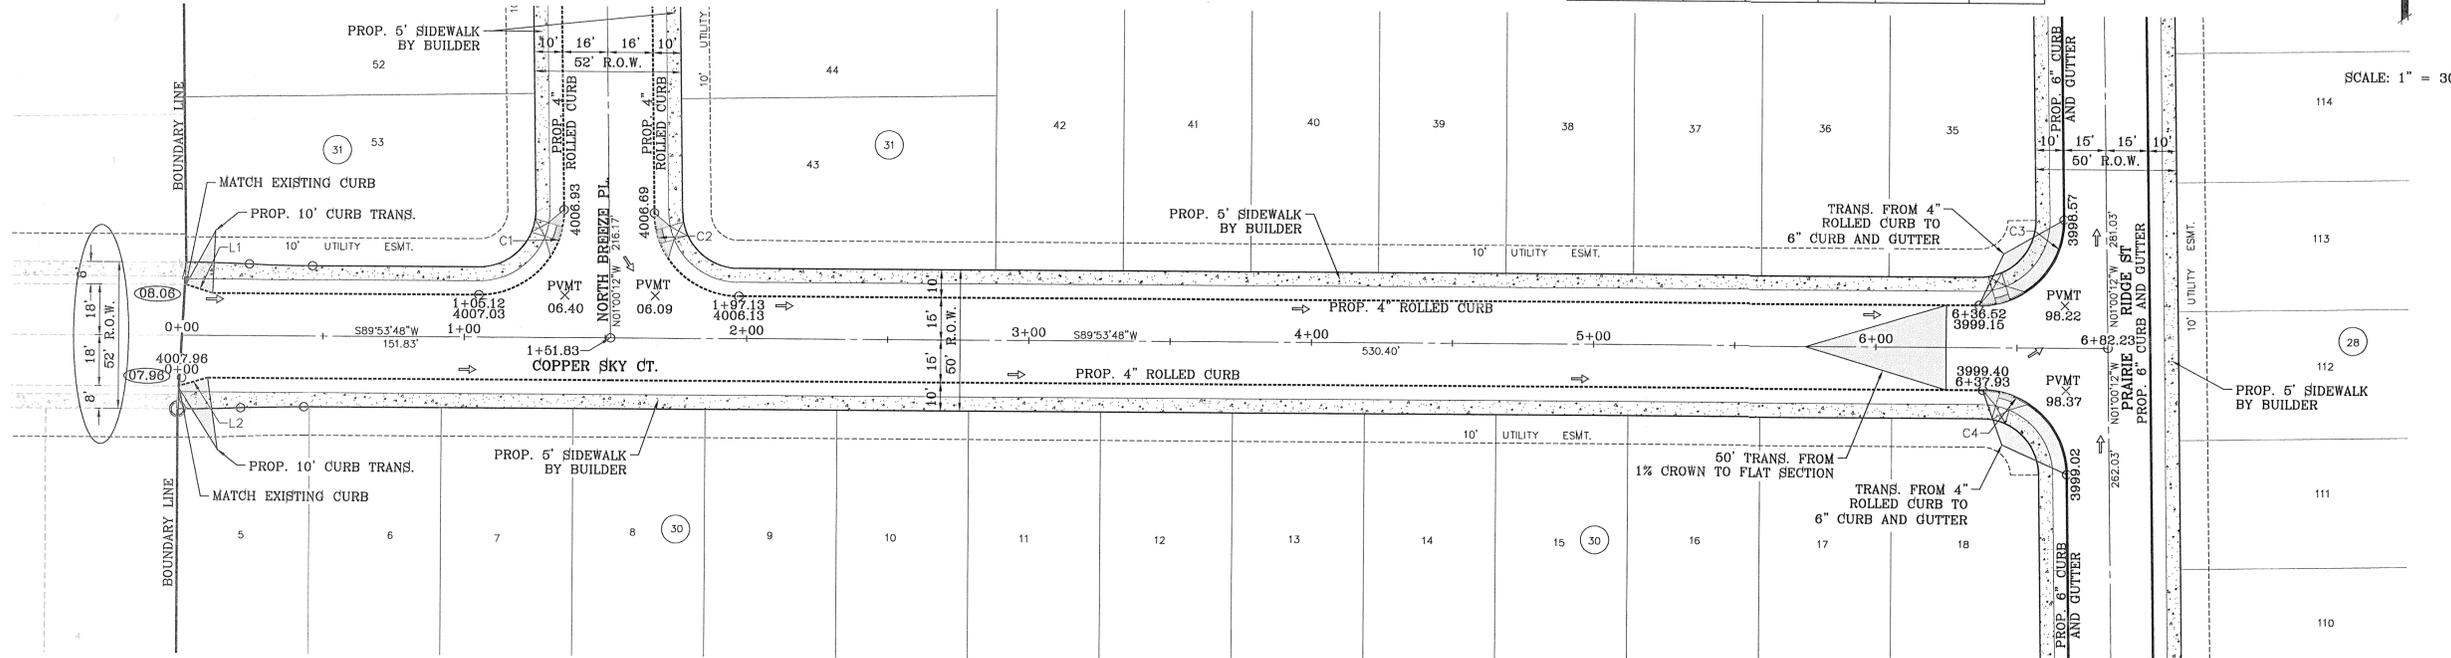 PROP. 5' SIDEWALK
BY BUILDER
10' 16' 16' 10'
52' R.O.W.
52
44
SCALE: 1" = 30
BOUNDARY LINE
31
53
PROP. 4"
ROLLED CURB
PROP. 4"
ROLLED CURB
10' UTILITY
31
43
42
41
40
39
38
37
36
35
PROP. 6" CURB
AND GUTTER
10' 15' 15' 10'
50' R.O.W.
114
MATCH EXISTING CURB
PROP. 10' CURB TRANS.
L1
10' UTILITY ESMT.
C1
4006.93
NORTH BREEZE PL.
N01°00'12"W 216.17'
4006.69
C2
PROP. 5' SIDEWALK
BY BUILDER
10' UTILITY ESMT.
TRANS. FROM 4"
ROLLED CURB TO
6" CURB AND GUTTER
C3
3998.57
N01°00'12"W 281.03'
10' UTILITY ESMT.
113
8'
18'
52' R.O.W.
18'
8'
08.06
1+05.12
4007.03
PVMT
06.40
PVMT
06.09
1+97.13
4006.13
PROP. 4" ROLLED CURB
6+36.52
3999.15
PVMT
98.22
0+00
S89°53'48"W
151.83'
1+00
2+00
3+00
S89°53'48"W
4+00
530.40'
5+00
6+00
6+82.23
1+51.83
COPPER SKY CT.
10'
15'
15'
10'
50' R.O.W.
PRAIRIE RIDGE ST
PROP. 6" CURB AND GUTTER
28
112
4007.96
0+00
07.96
PROP. 4" ROLLED CURB
3999.40
6+37.93
PVMT
98.37
N01°00'12"W
262.03'
PROP. 5' SIDEWALK
BY BUILDER
L2
PROP. 10' CURB TRANS.
MATCH EXISTING CURB
BOUNDARY LINE
PROP. 5' SIDEWALK
BY BUILDER
10' UTILITY ESMT.
50' TRANS. FROM
1% CROWN TO FLAT SECTION
C4
TRANS. FROM 4"
ROLLED CURB TO
6" CURB AND GUTTER
3999.02
111
5
6
7
8
30
9
10
11
12
13
14
15
30
16
17
18
PROP. 6" CURB
AND GUTTER
110
4